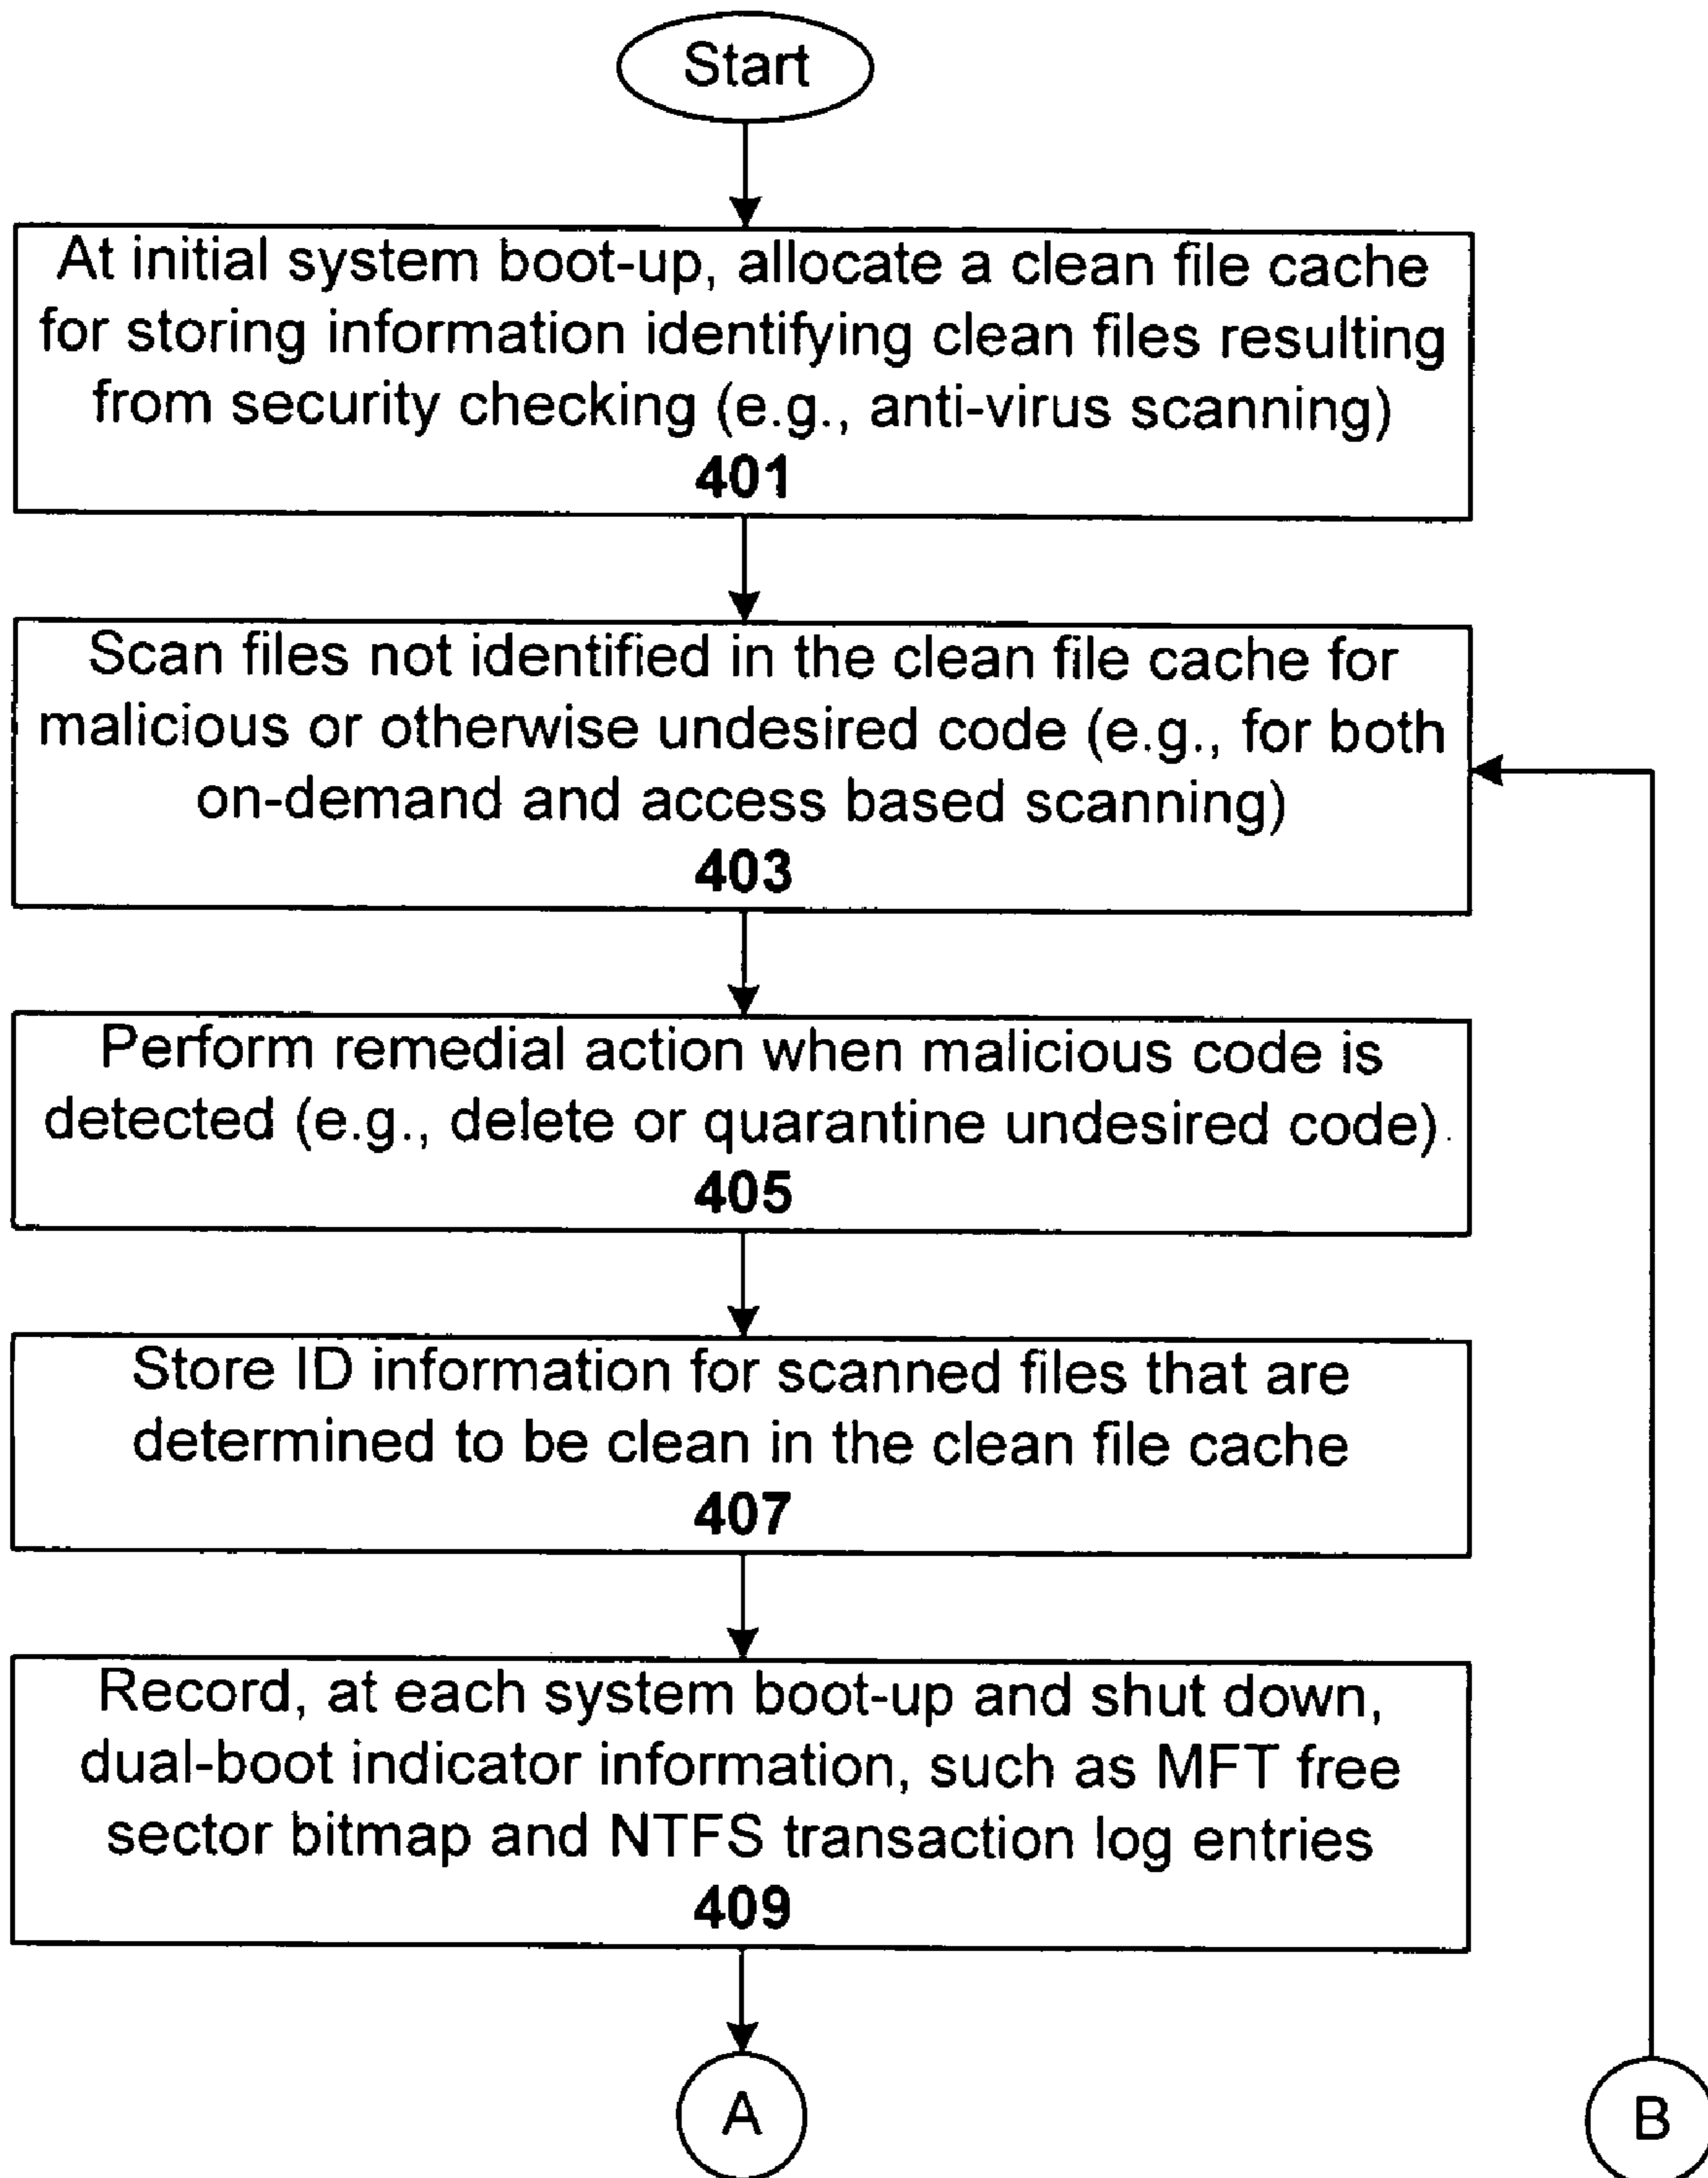 Start
At initial system boot-up, allocate a clean file cache
for storing information identifying clean files resulting
from security checking (e.g., anti-virus scanning)
401
Scan files not identified in the clean file cache for
malicious or otherwise undesired code (e.g., for both
on-demand and access based scanning)
403
Perform remedial action when malicious code is
detected (e.g., delete or quarantine undesired code)
405
Store ID information for scanned files that are
determined to be clean in the clean file cache
407
Record, at each system boot-up and shut down,
dual-boot indicator information, such as MFT free
sector bitmap and NTFS transaction log entries
409
A
B